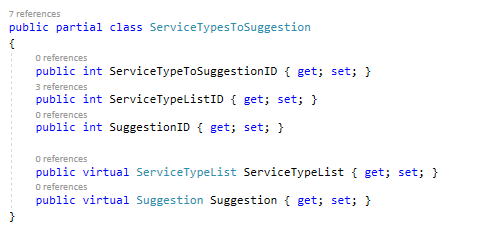 7 references
public partial class ServiceTypesToSuggestion
{
0 references
public int ServiceTypeToSuggestionID { get; set; }
3 references
public int ServiceTypeListID { get; set; }
0 references
public int SuggestionID { get; set; }
0 references
public virtual ServiceTypeList ServiceTypeList { get; set; }
0 references
public virtual Suggestion Suggestion { get; set; }
}